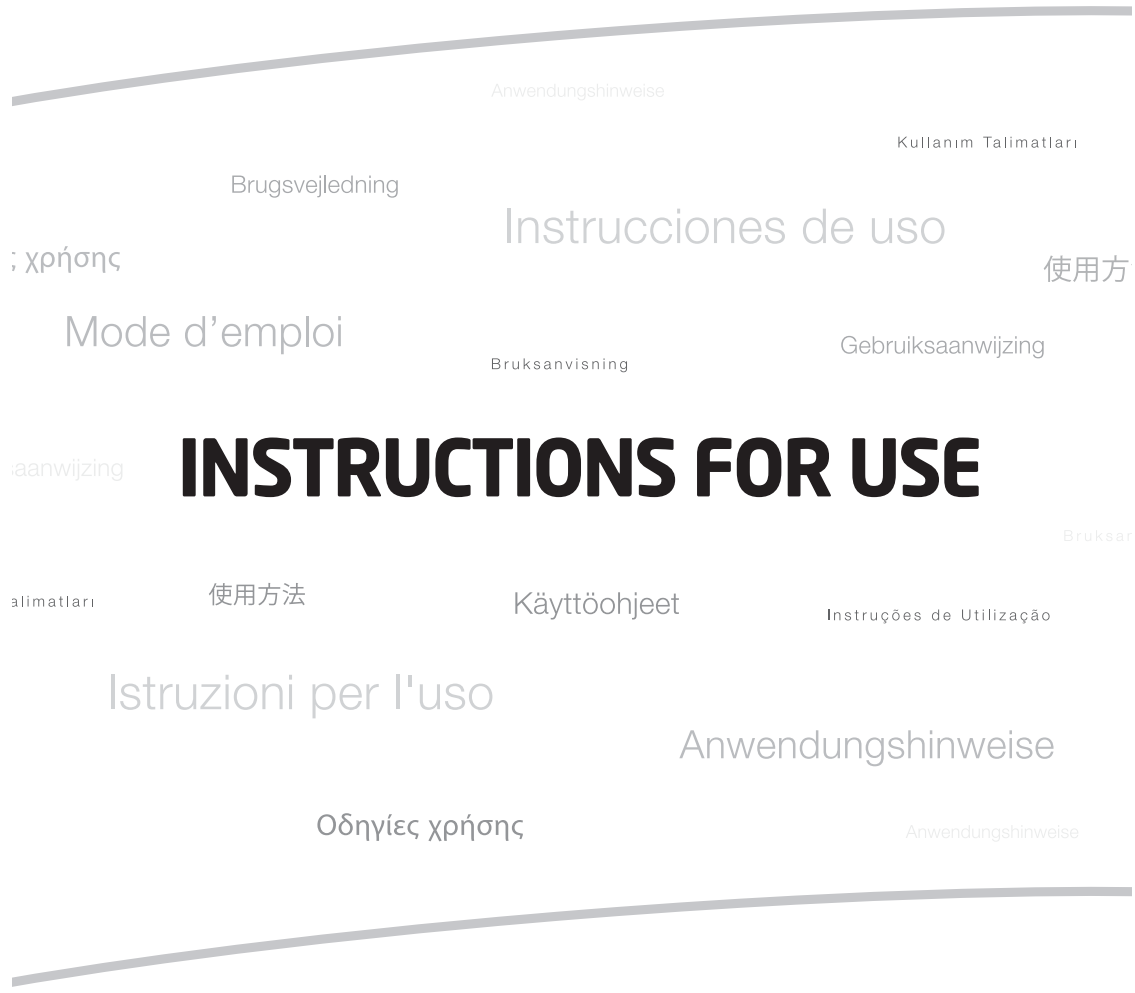 Anwendungshinweise
Kullanım Talimatları
Brugsvejledning
Instrucciones de uso
ς χρήσης
使用方
Mode d’emploi
Gebruiksaanwijzing
Bruksanvisning
INSTRUCTIONS FOR USE
aanwijzing
Bruksan
alimatları
使用方法
Käyttöohjeet
Instruções de Utilização
Istruzioni per l'uso
Anwendungshinweise
Οδηγίες χρήσης
Anwendungshinweise